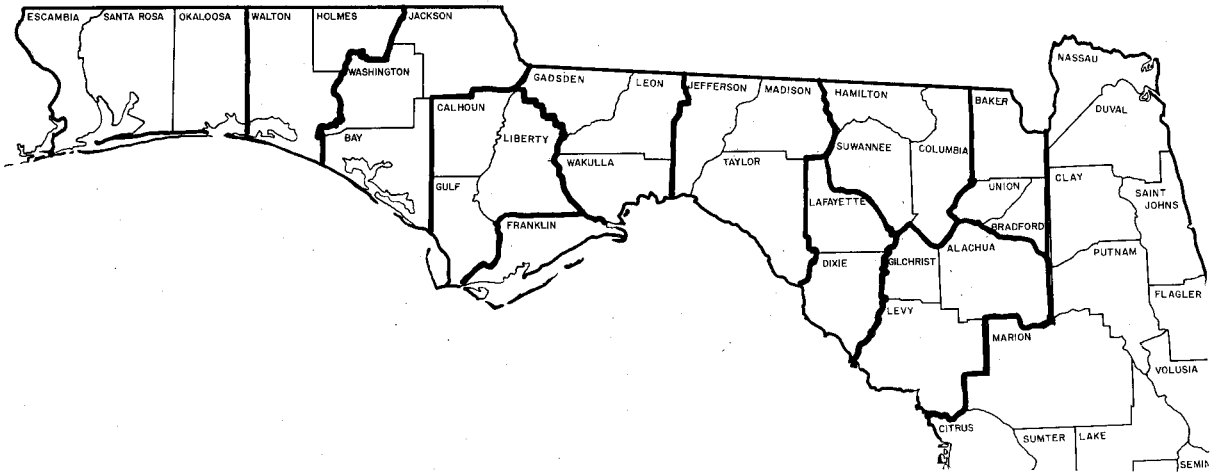 ESCAMBIA
SANTA ROSA
OKALOOSA
WALTON
HOLMES
JACKSON
WASHINGTON
BAY
CALHOUN
GULF
LIBERTY
FRANKLIN
GADSDEN
LEON
WAKULLA
JEFFERSON
MADISON
TAYLOR
HAMILTON
SUWANNEE
COLUMBIA
LAFAYETTE
DIXIE
GILCHRIST
LEVY
BAKER
UNION
BRADFORD
ALACHUA
MARION
CITRUS
NASSAU
DUVAL
CLAY
SAINT
JOHNS
PUTNAM
FLAGLER
VOLUSIA
SUMTER
LAKE
SEMIN